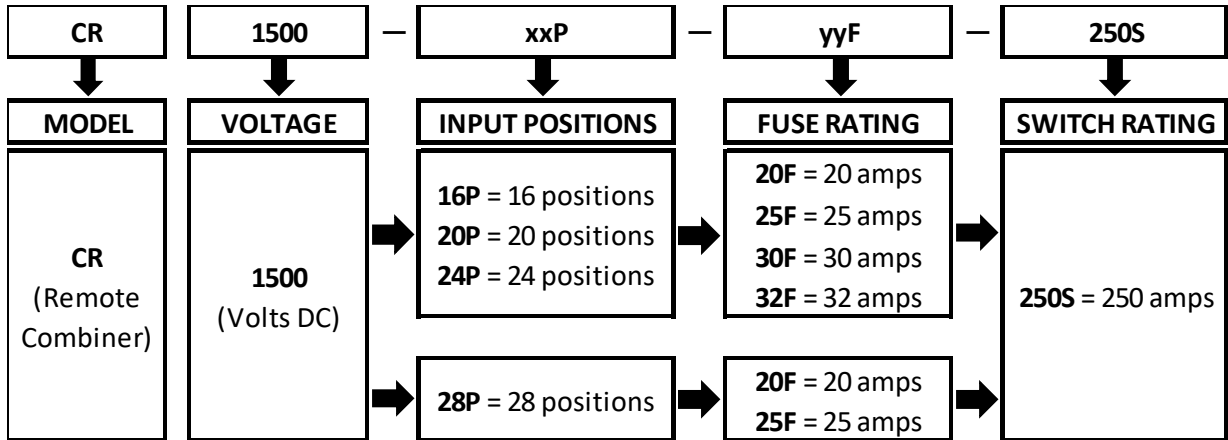 CR 1500 — xxP — yyF — 250S
MODEL VOLTAGE INPUT POSITIONS FUSE RATING SWITCH RATING
CR
(Remote
Combiner)
1500
(Volts DC)
16P = 16 positions
20P = 20 positions
24P = 24 positions
20F = 20 amps
25F = 25 amps
30F = 30 amps
32F = 32 amps
28P = 28 positions
20F = 20 amps
25F = 25 amps
250S = 250 amps